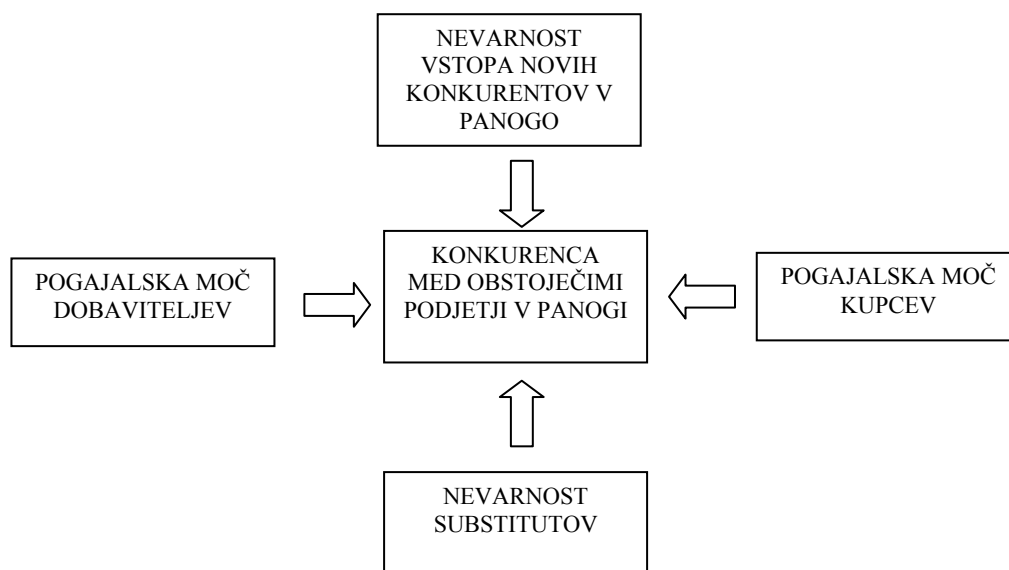 NEVARNOST
VSTOPA NOVIH
KONKURENTOV V
PANOGO
POGAJALSKA MOČ
DOBAVITELJEV
KONKURENCA
MED OBSTOJEČIMI
PODJETJI V PANOGI
POGAJALSKA MOČ
KUPCEV
NEVARNOST
SUBSTITUTOV